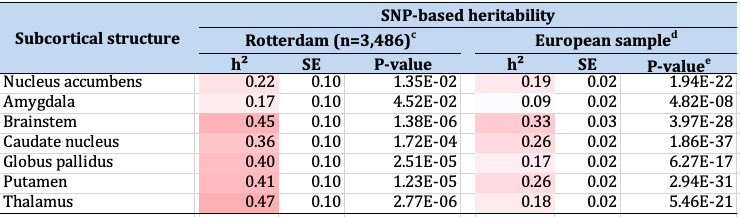 SNP-based heritability
Subcortical structure Rotterdam (n=3,486)ᶜ European sampleᵈ
h² SE P-value h² SE P-valueᵉ
Nucleus accumbens 0.22 0.10 1.35E-02 0.19 0.02 1.94E-22
Amygdala 0.17 0.10 4.52E-02 0.09 0.02 4.82E-08
Brainstem 0.45 0.10 1.38E-06 0.33 0.03 3.97E-28
Caudate nucleus 0.36 0.10 1.72E-04 0.26 0.02 1.86E-37
Globus pallidus 0.40 0.10 2.51E-05 0.17 0.02 6.27E-17
Putamen 0.41 0.10 1.23E-05 0.26 0.02 2.94E-31
Thalamus 0.47 0.10 2.77E-06 0.18 0.02 5.46E-21